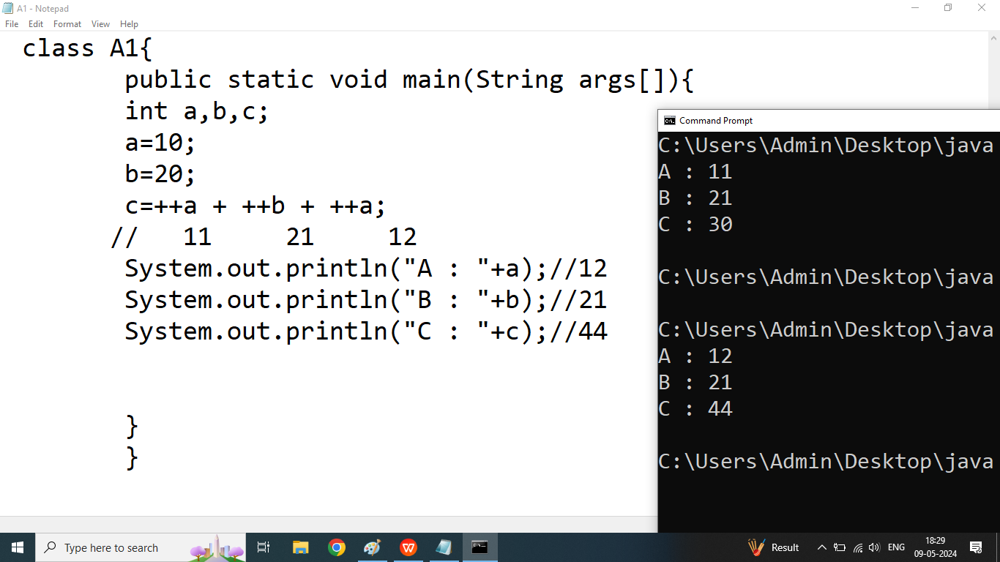 A1 - Notepad
File Edit Format View Help
class A1{
public static void main(String args[]){
int a,b,c;
a=10;
b=20;
c=++a + ++b + ++a;
// 11 21 12
System.out.println("A : "+a);//12
System.out.println("B : "+b);//21
System.out.println("C : "+c);//44
}
}
Command Prompt
C:\Users\Admin\Desktop\java
A : 11
B : 21
C : 30
C:\Users\Admin\Desktop\java
C:\Users\Admin\Desktop\java
A : 12
B : 21
C : 44
C:\Users\Admin\Desktop\java
Type here to search
Result
ENG
18:29
09-05-2024